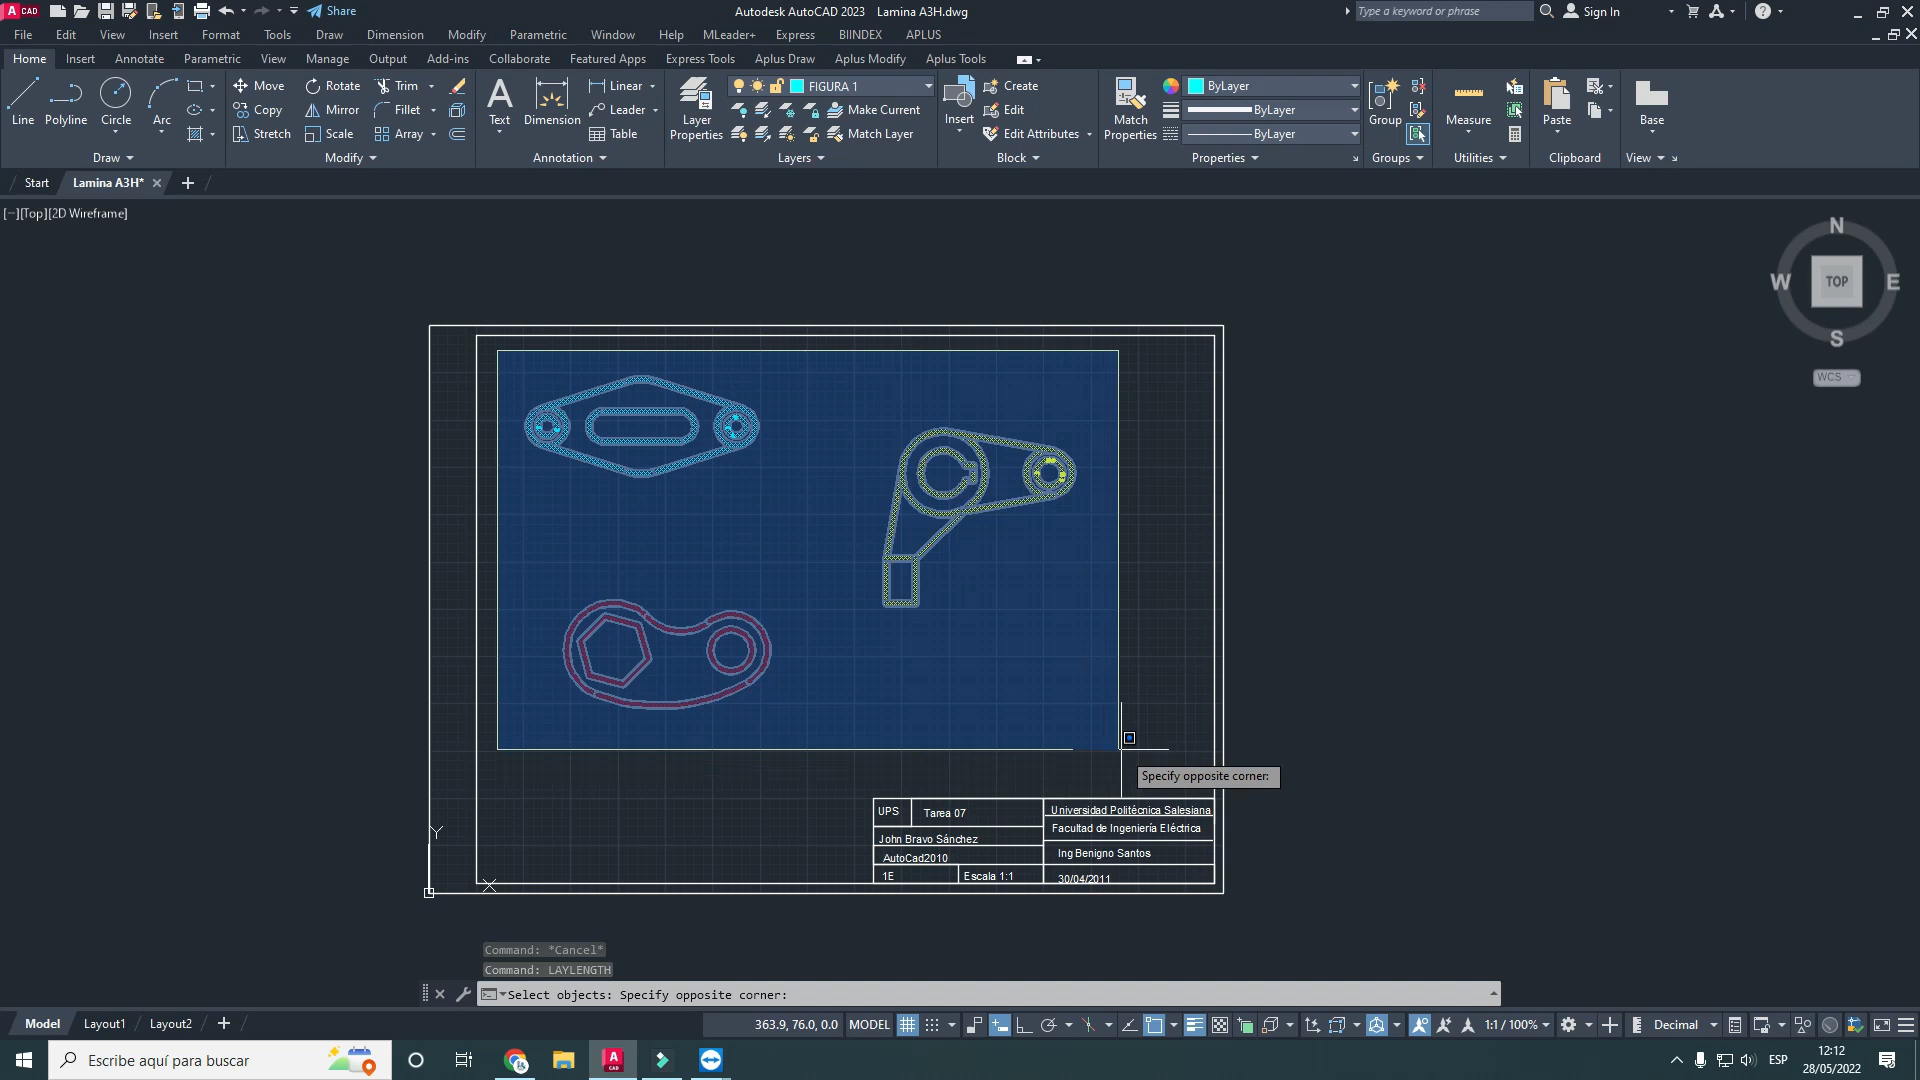 A CAD Share Autodesk AutoCAD 2023 Lamina A3H.dwg Type a keyword or phrase Sign In
File Edit View Insert Format Tools Draw Dimension Modify Parametric Window Help MLeader+ Express BIINDEX APLUS
Home Insert Annotate Parametric View Manage Output Add-ins Collaborate Featured Apps Express Tools Aplus Draw Aplus Modify Aplus Tools
Line Polyline Circle Arc
Move Rotate Trim
Copy Mirror Fillet
Stretch Scale Array
Text Dimension
Linear
Leader
Table
Layer Properties
FIGURA 1
Make Current
Match Layer
Insert
Create
Edit
Edit Attributes
Match Properties
ByLayer
ByLayer
ByLayer
Group Measure Paste Base
Draw Modify Annotation Layers Block Properties Groups Utilities Clipboard View
Start Lamina A3H*
[−][Top][2D Wireframe]
N
W TOP E
S
WCS
Specify opposite corner:
UPS Tarea 07 Universidad Politécnica Salesiana
Facultad de Ingeniería Eléctrica
John Bravo Sánchez
AutoCad2010 Ing Benigno Santos
1E Escala 1:1 30/04/2011
Y
X
Command: *Cancel*
Command: LAYLENGTH
Select objects: Specify opposite corner:
Model Layout1 Layout2 363.9, 76.0, 0.0 MODEL 1:1 / 100% Decimal
Escribe aquí para buscar A CAD ESP 12:12
28/05/2022